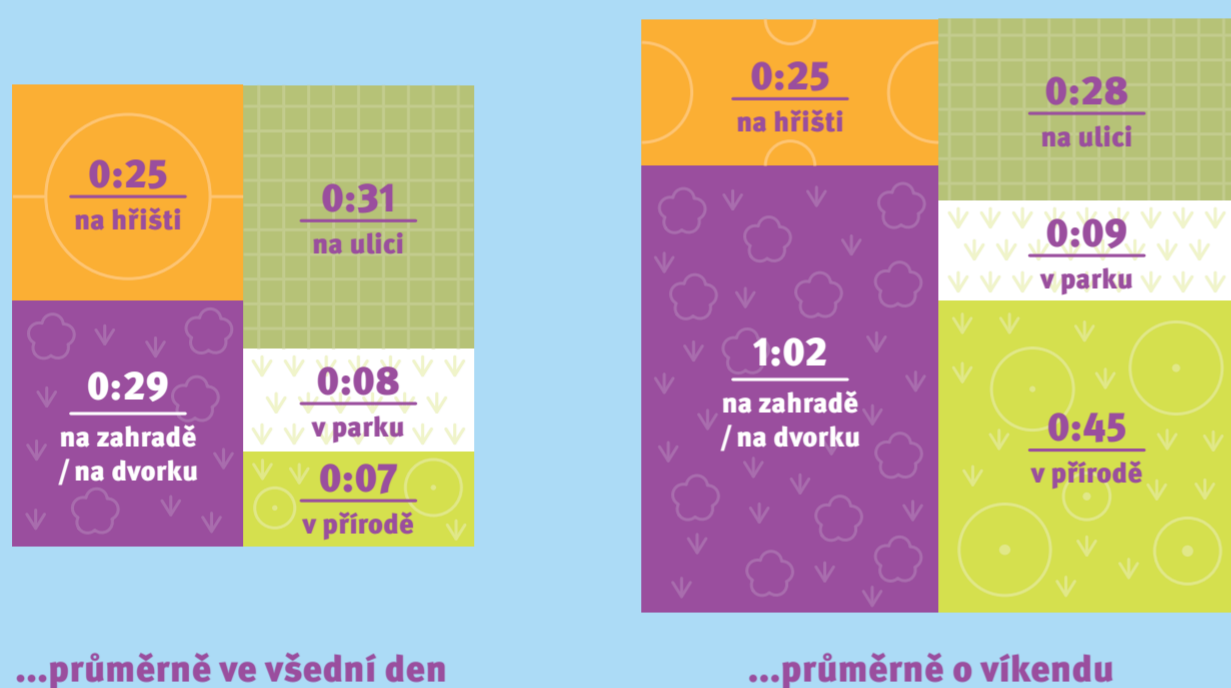 0:25
na hřišti
0:31
na ulici
0:29
na zahradě
/ na dvorku
0:08
v parku
0:07
v přírodě
...průměrně ve všední den
0:25
na hřišti
0:28
na ulici
0:09
v parku
1:02
na zahradě
/ na dvorku
0:45
v přírodě
...průměrně o víkendu